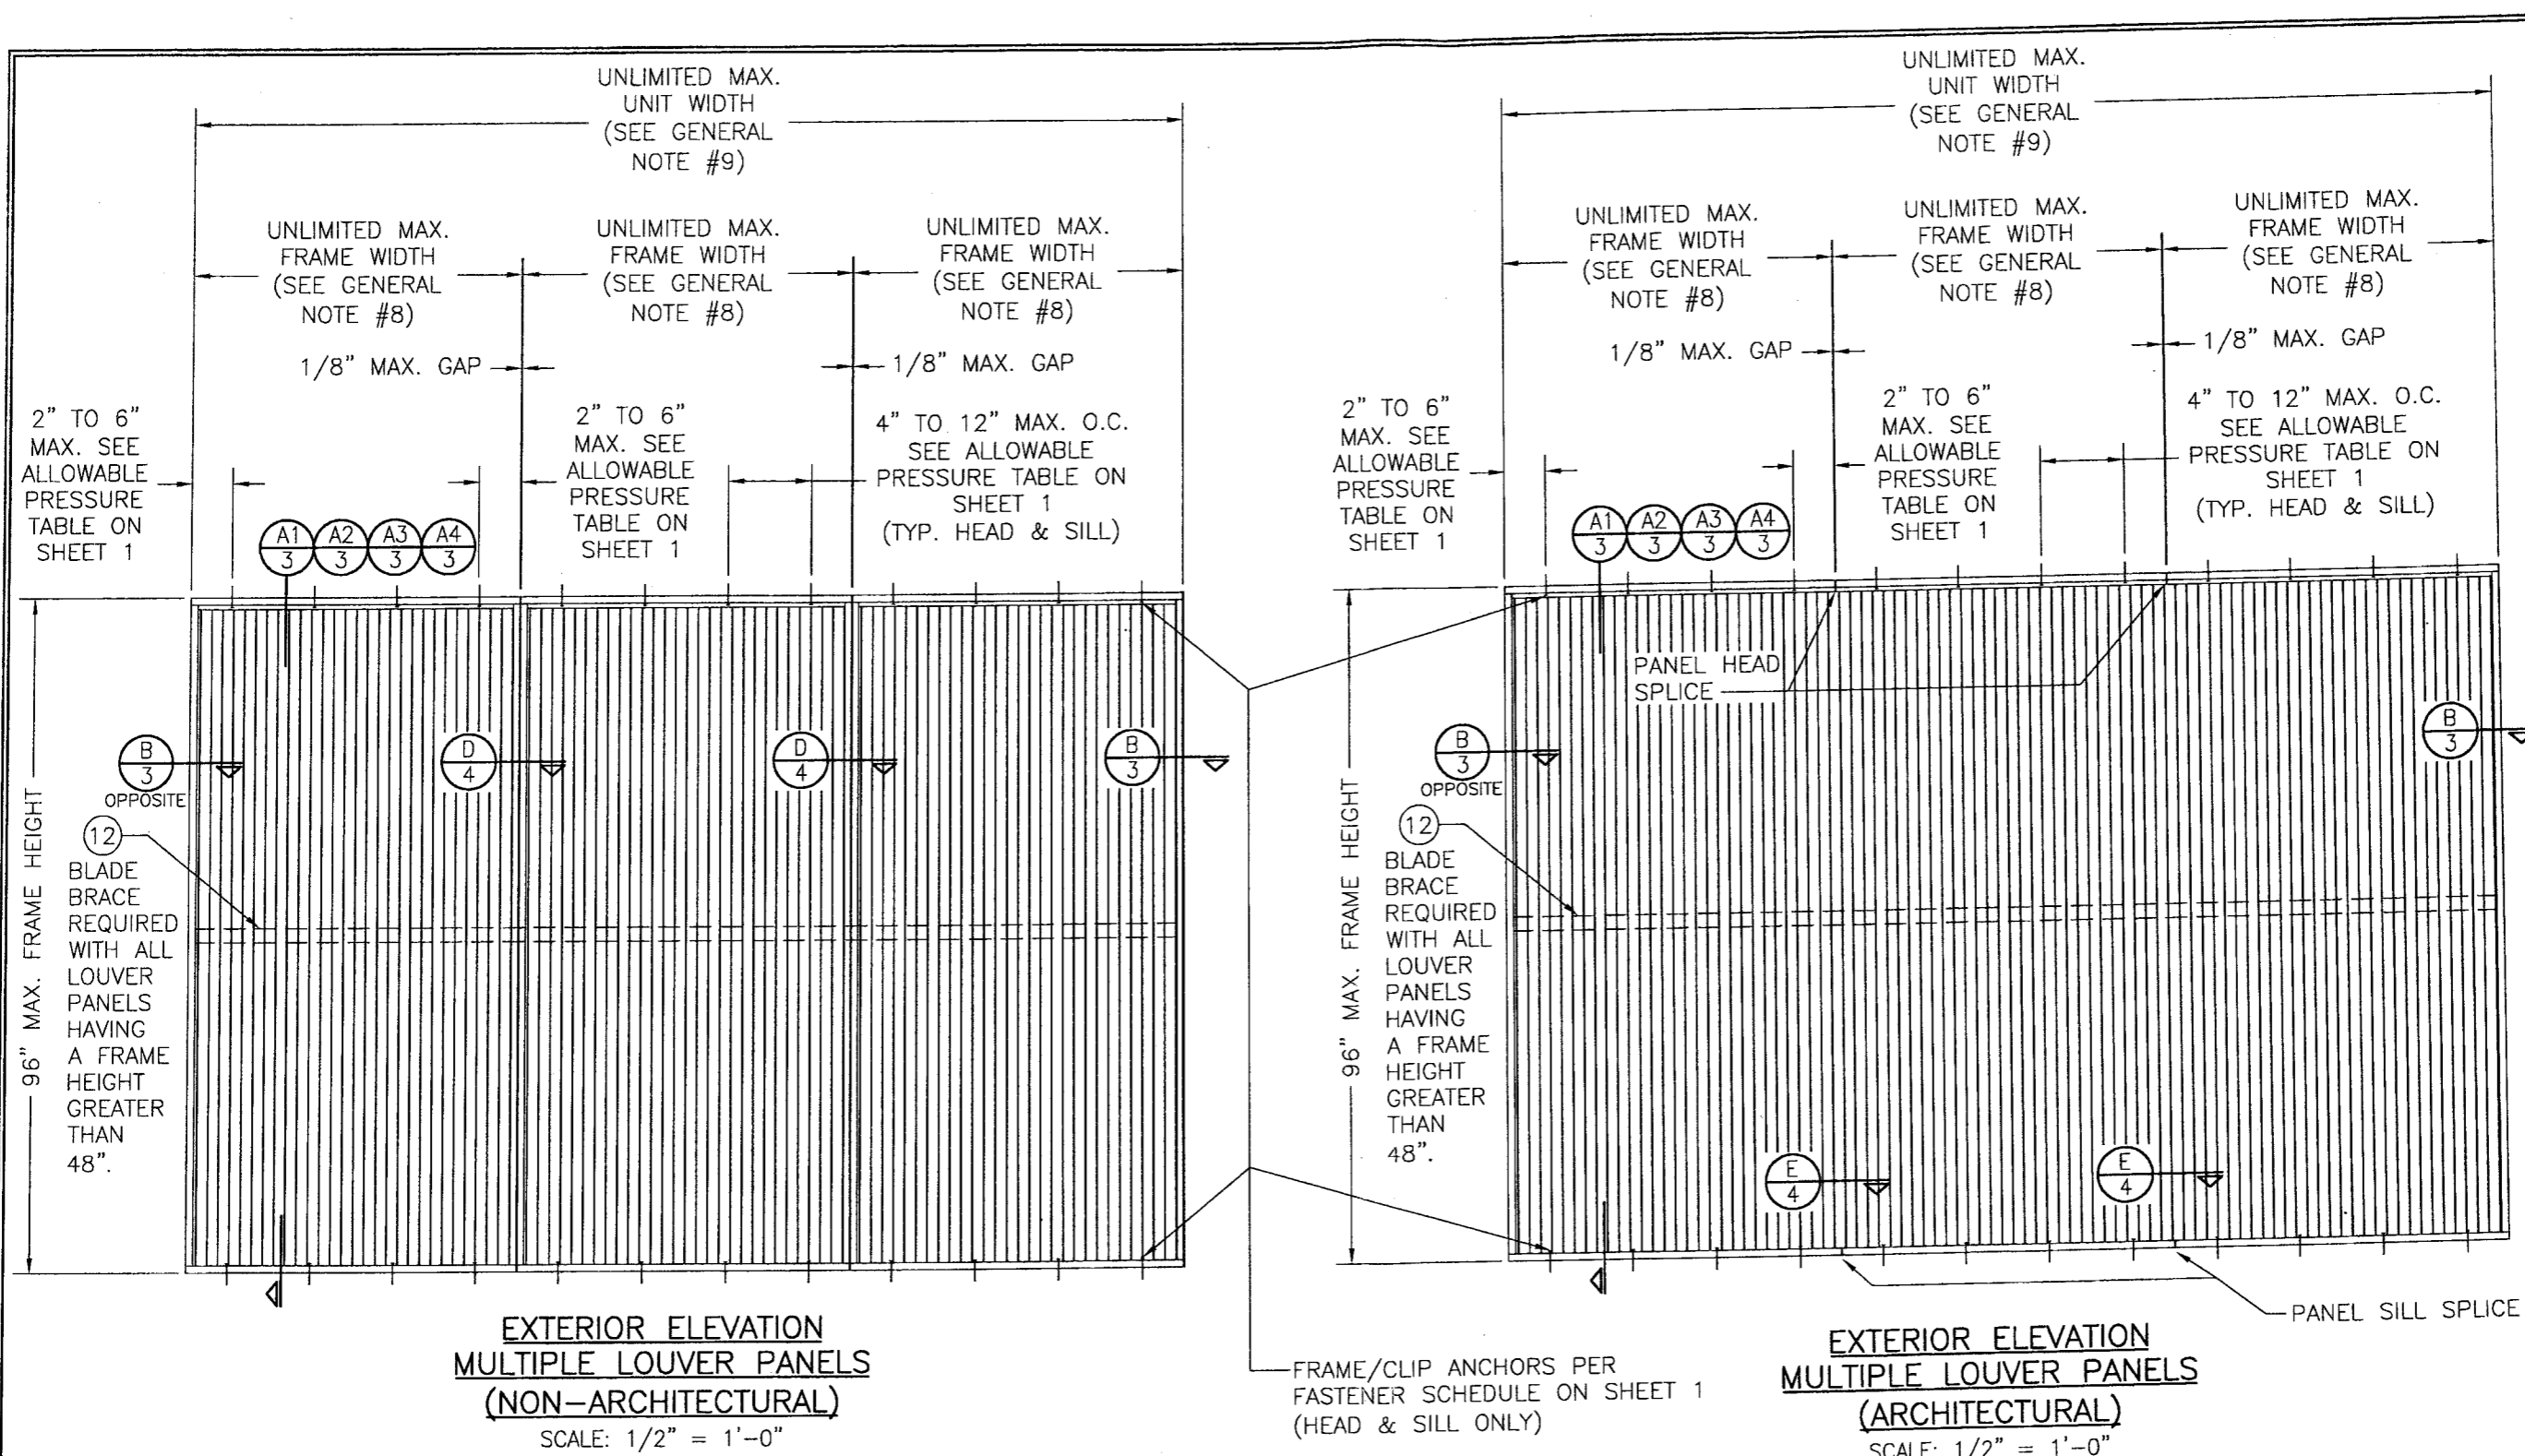 UNLIMITED MAX.
UNIT WIDTH
(SEE GENERAL
NOTE #9)
UNLIMITED MAX.
FRAME WIDTH
(SEE GENERAL
NOTE #8)
UNLIMITED MAX.
FRAME WIDTH
(SEE GENERAL
NOTE #8)
UNLIMITED MAX.
FRAME WIDTH
(SEE GENERAL
NOTE #8)
1/8" MAX. GAP
1/8" MAX. GAP
2" TO 6"
MAX. SEE
ALLOWABLE
PRESSURE
TABLE ON
SHEET 1
2" TO 6"
MAX. SEE
ALLOWABLE
PRESSURE
TABLE ON
SHEET 1
4" TO 12" MAX. O.C.
SEE ALLOWABLE
PRESSURE TABLE ON
SHEET 1
(TYP. HEAD & SILL)
A1
3
A2
3
A3
3
A4
3
96" MAX. FRAME HEIGHT
B
3
OPPOSITE
D
4
D
4
B
3
12
BLADE
BRACE
REQUIRED
WITH ALL
LOUVER
PANELS
HAVING
A FRAME
HEIGHT
GREATER
THAN
48".
EXTERIOR ELEVATION
MULTIPLE LOUVER PANELS
(NON-ARCHITECTURAL)
SCALE: 1/2" = 1'-0"
FRAME/CLIP ANCHORS PER
FASTENER SCHEDULE ON SHEET 1
(HEAD & SILL ONLY)
UNLIMITED MAX.
UNIT WIDTH
(SEE GENERAL
NOTE #9)
UNLIMITED MAX.
FRAME WIDTH
(SEE GENERAL
NOTE #8)
UNLIMITED MAX.
FRAME WIDTH
(SEE GENERAL
NOTE #8)
UNLIMITED MAX.
FRAME WIDTH
(SEE GENERAL
NOTE #8)
1/8" MAX. GAP
1/8" MAX. GAP
2" TO 6"
MAX. SEE
ALLOWABLE
PRESSURE
TABLE ON
SHEET 1
2" TO 6"
MAX. SEE
ALLOWABLE
PRESSURE
TABLE ON
SHEET 1
4" TO 12" MAX. O.C.
SEE ALLOWABLE
PRESSURE TABLE ON
SHEET 1
(TYP. HEAD & SILL)
A1
3
A2
3
A3
3
A4
3
PANEL HEAD
SPLICE
96" MAX. FRAME HEIGHT
B
3
OPPOSITE
B
3
12
BLADE
BRACE
REQUIRED
WITH ALL
LOUVER
PANELS
HAVING
A FRAME
HEIGHT
GREATER
THAN
48".
E
4
E
4
PANEL SILL SPLICE
EXTERIOR ELEVATION
MULTIPLE LOUVER PANELS
(ARCHITECTURAL)
SCALE: 1/2" = 1'-0"